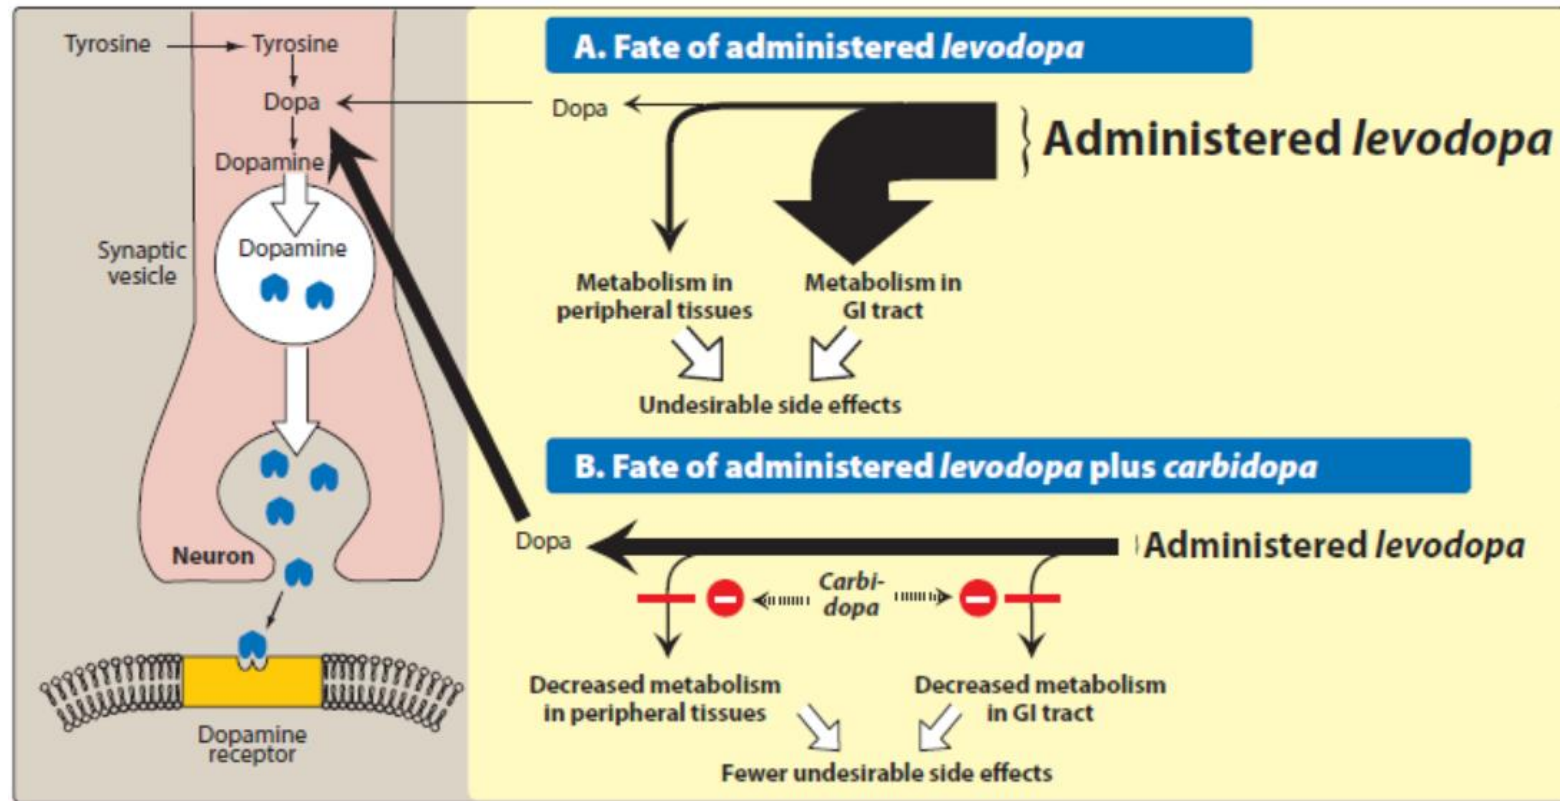 Tyrosine
Tyrosine
Dopa
Dopamine
Dopamine
Synaptic
vesicle
Neuron
Dopamine
receptor
A. Fate of administered levodopa
Dopa
Administered levodopa
Metabolism in
peripheral tissues
Metabolism in
GI tract
Undesirable side effects
B. Fate of administered levodopa plus carbidopa
Dopa
Administered levodopa
Carbi-
dopa
Decreased metabolism
in peripheral tissues
Decreased metabolism
in GI tract
Fewer undesirable side effects